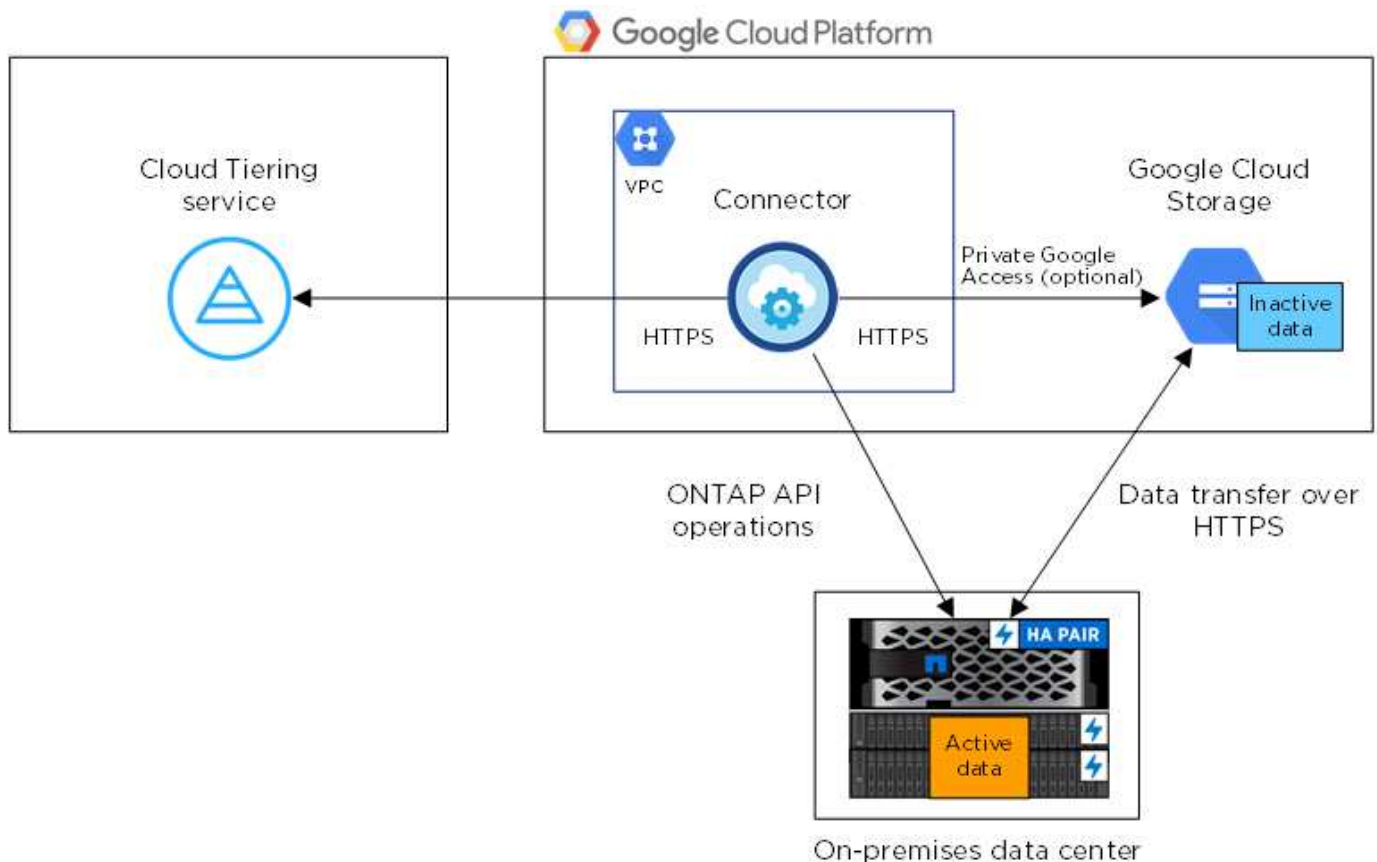 Google Cloud Platform
Cloud Tiering
service
VPC
Connector
HTTPS
HTTPS
Private Google
Access (optional)
Google Cloud
Storage
Inactive
data
ONTAP API
operations
Data transfer over
HTTPS
HA PAIR
Active
data
On-premises data center